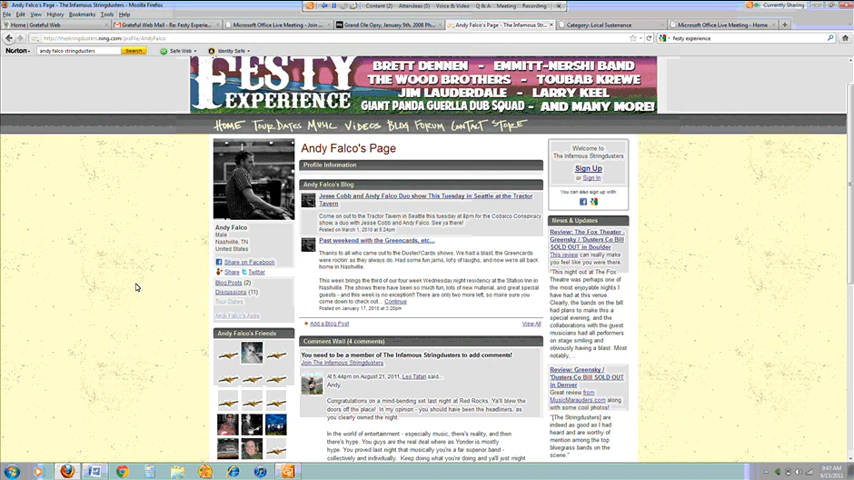 Andy Falco's Page - The Infamous Stringdusters - Mozilla Firefox
Content (2) Attendees (5) Voice & Video Q & A Meeting Recording
Currently Sharing
File Edit View History Bookmarks Tools Help
Home | Grateful Web
Grateful Web Mail - Re: Festy Experie...
Microsoft Office Live Meeting - Join ...
Grand Ole Opry, January 9th, 2008 Ph...
Andy Falco's Page - The Infamous Stringd...
Category: Local Sustenance
Microsoft Office Live Meeting - Home
thestringdusters.ning.com/profile/AndyFalco
festy experience
Norton
andy falco stringdusters
Search
Safe Web
Identity Safe
FESTY
EXPERIENCE
BRETT DENNEN - EMMITT-NERSHI BAND
THE WOOD BROTHERS - TOUBAB KREWE
JIM LAUDERDALE - LARRY KEEL
GIANT PANDA GUERLLA DUB SQUAD - AND MANY MORE!
HOME TOUR DATES MUSIC VIDEOS BLOG FORUM CONTACT STORE
Andy Falco
Male
Nashville, TN
United States
Share on Facebook
Share Twitter
Blog Posts (2)
Discussions (11)
Tour Dates
Andy Falco's Friends
Andy Falco's Page
Profile Information
Andy Falco's Blog
Jesse Cobb and Andy Falco Duo show This Tuesday in Seattle at the Tractor
Tavern
Come on out to the Tractor Tavern in Seattle this tuesday at 8pm for the Cobaico Conspiracy
show, a duo with Jesse Cobb and Andy Falco. See ya there!
Posted on March 1, 2010 at 8:24pm
Past weekend with the Greencards, etc...
Thanks to all who came out to the Duster/Cards shows. We had a blast, the Greencards
were rockin' as they always do. Had some fun jams, lot's of laughs, and now we're all back
home in Nashville.
This week brings the third of our four week Wednesday night residency at the Station Inn in
Nashville. The shows there have been so much fun, lots of new material, and great special
guests - and this week is no exception!! There are only two more left, so make sure you
come down to check out... Continue
Posted on January 17, 2010 at 3:20pm
Add a Blog Post
View All
Comment Wall (4 comments)
You need to be a member of The Infamous Stringdusters to add comments!
Join The Infamous Stringdusters
At 5:44pm on August 21, 2011, Les Tatari said...
Andy,
Congratulations on a mind-bending set last night at Red Rocks. Ya'll blew the
doors off the place! In my opinion - you should have been the headliners, as
you clearly owned the night.
In the world of entertainment - especially music, there's reality, and then
there's hype. You guys are the real deal where as Yonder is mostly
hype. You proved last night that musically you're a far superior band -
collectively and individually. Keep doing what you're doing and ya'll just might
Welcome to
The Infamous Stringdusters
Sign Up
or Sign In
You can also sign up with:
News & Updates
Review: The Fox Theater -
Greensky / 'Dusters Co Bill
SOLD OUT in Boulder
This review can really
make you feel like you were
there.
"This night out at The Fox
Theatre was perhaps one of
the most enjoyable nights I
have had at this venue.
Clearly, the bands on the
bill had plans to make this a
special evening, and the
collaborations with the guest
musicians had all performers
on stage smiling and
obviously having a blast. Most
notably,...
Review: Greensky /
'Dusters Co Bill SOLD OUT
in Denver
Great review from
MusicMarauders.com along
with some cool photos!
"[The Stringdusters] are
indeed as good as I had
heard and are worthy of
mention among the top
bluegrass bands on the
scene.
9:47 AM
9/13/2011